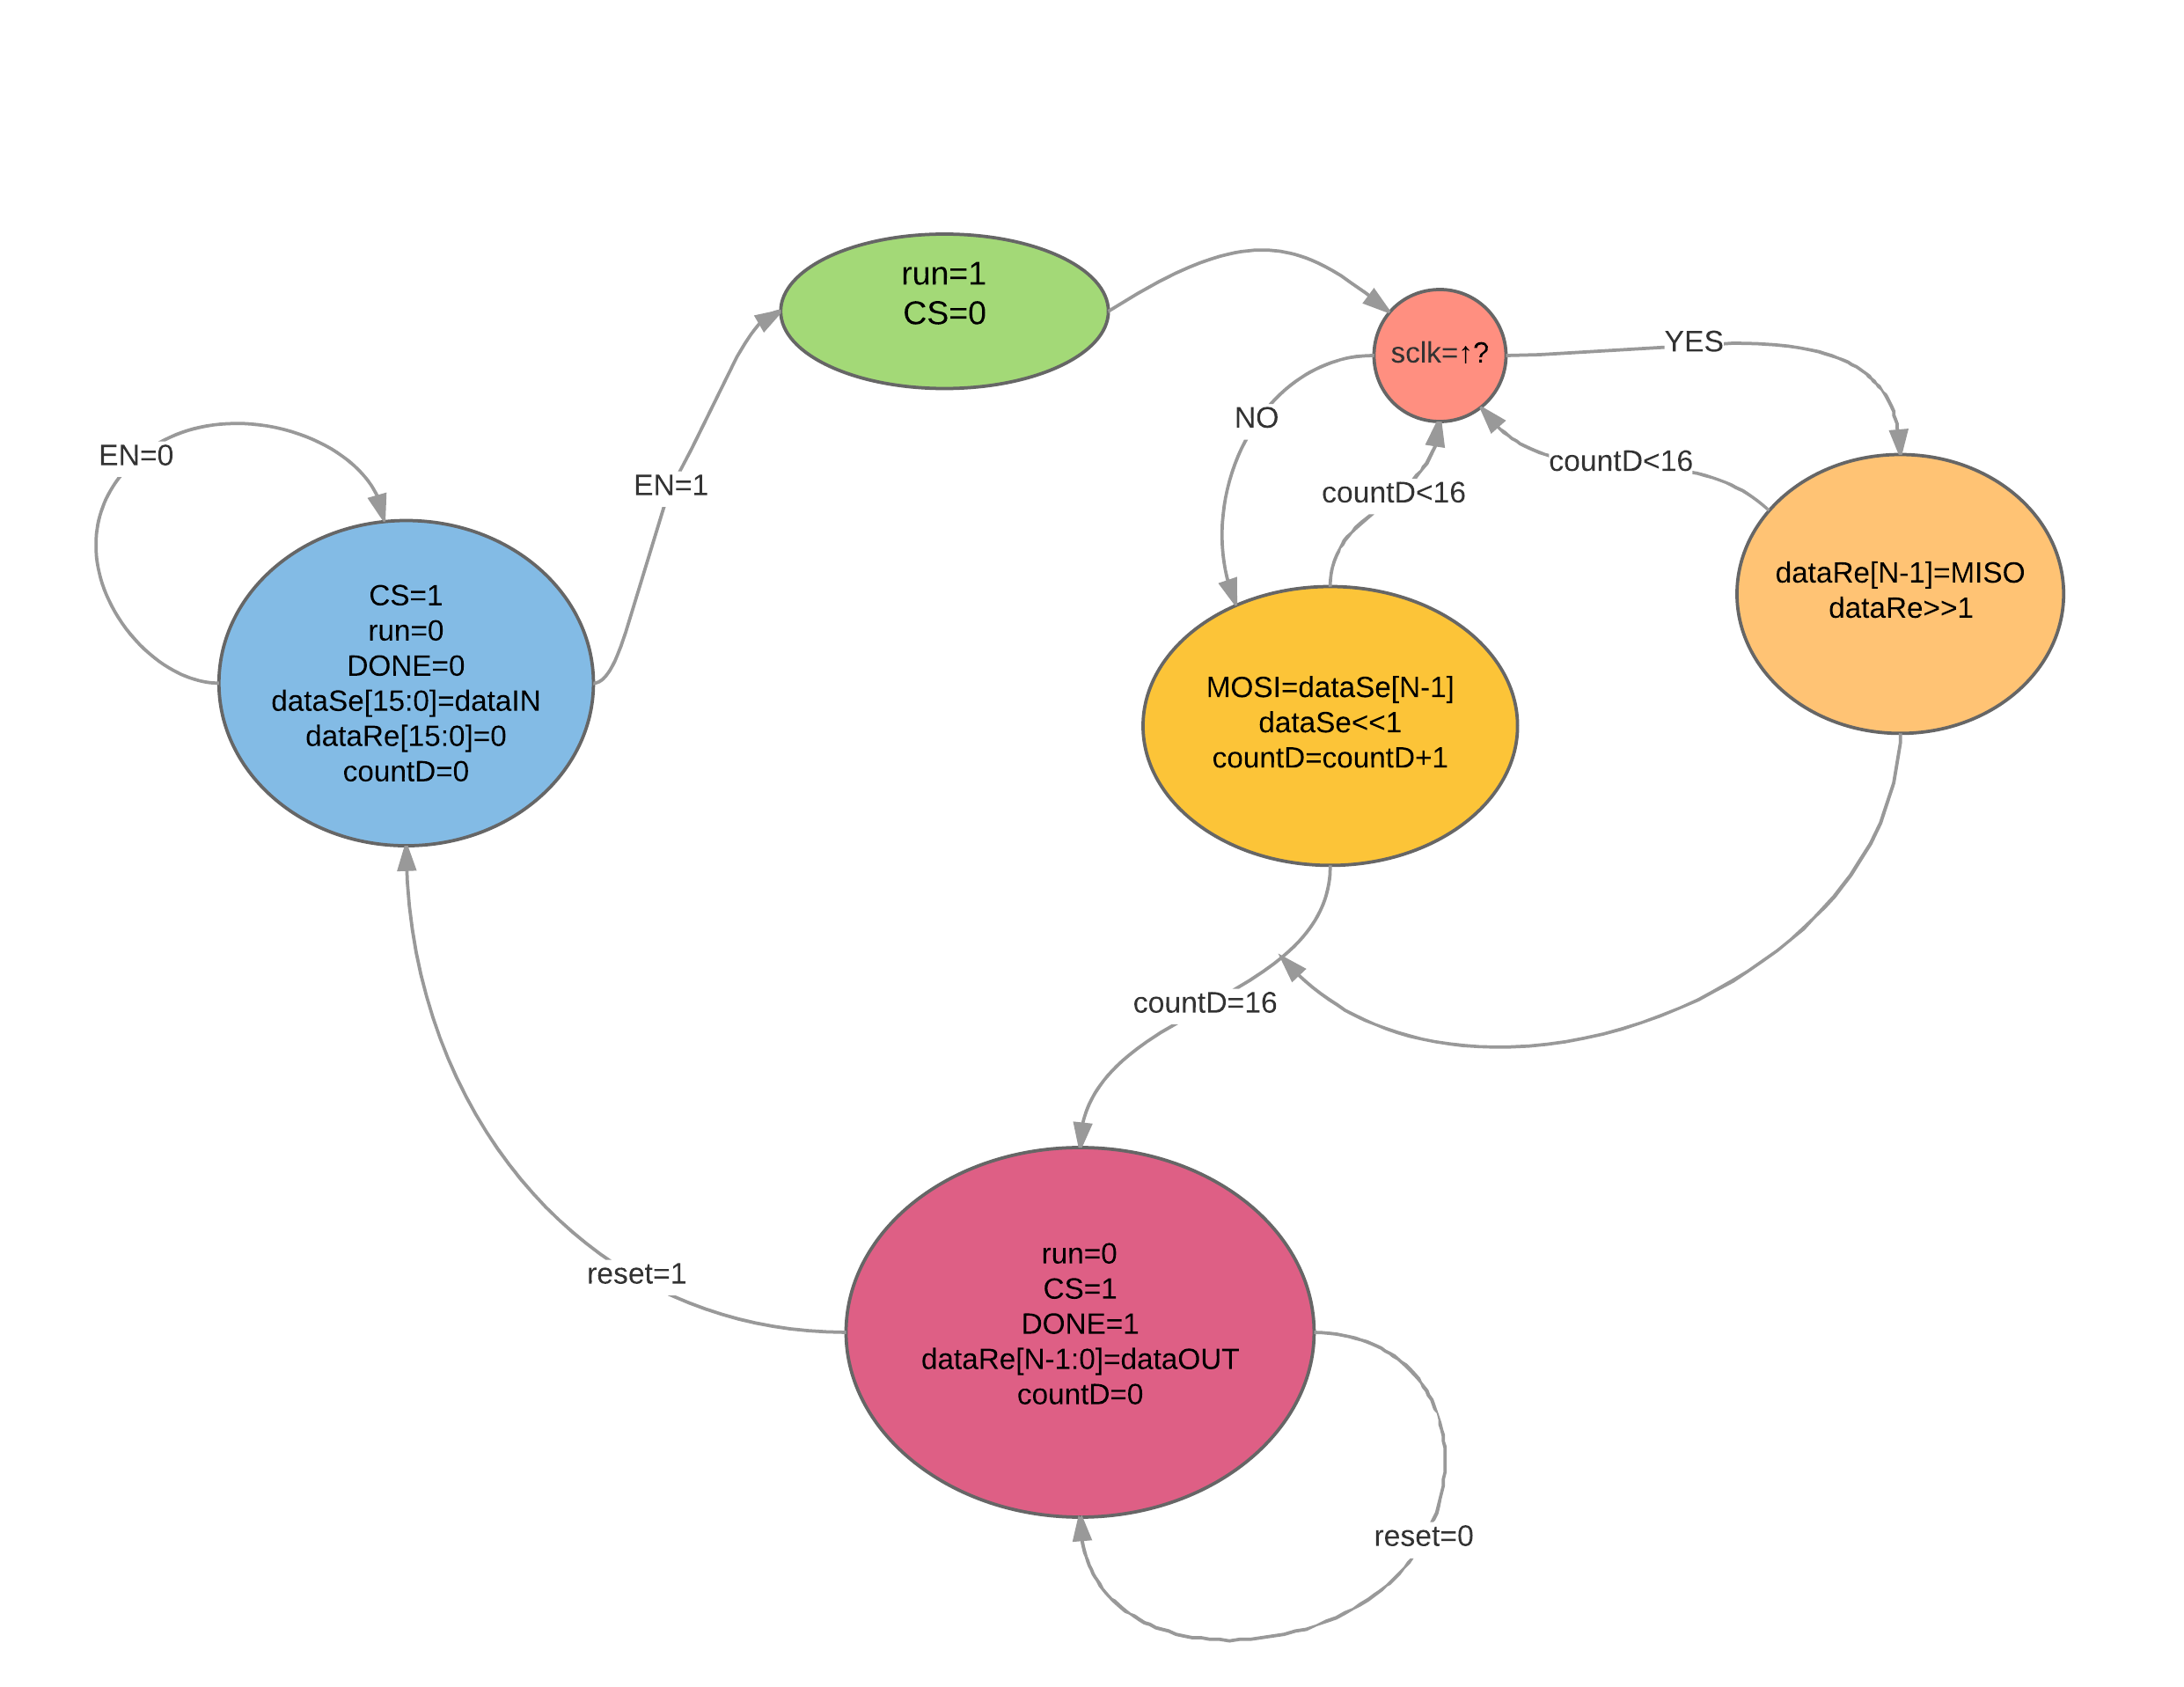 run=1
CS=0
sclk=↑?
YES
NO
EN=0
EN=1
countD<16
countD<16
CS=1
run=0
DONE=0
dataSe[15:0]=dataIN
dataRe[15:0]=0
countD=0
MOSI=dataSe[N-1]
dataSe<<1
countD=countD+1
dataRe[N-1]=MISO
dataRe>>1
countD=16
reset=1
run=0
CS=1
DONE=1
dataRe[N-1:0]=dataOUT
countD=0
reset=0